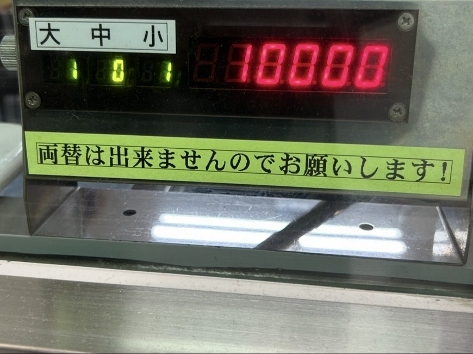 大 中 小
1 0 1 10000
両替は出来ませんのでお願いします!